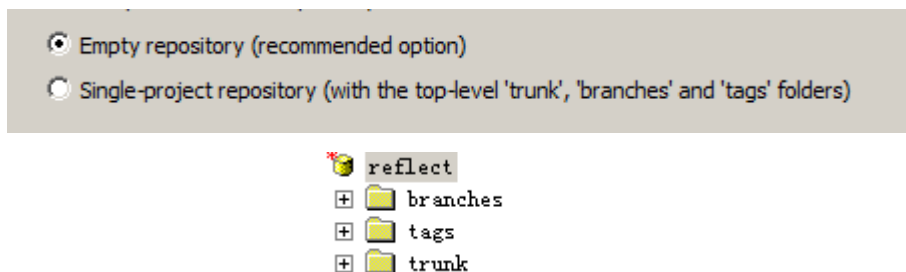 Empty repository (recommended option)
Single-project repository (with the top-level 'trunk', 'branches' and 'tags' folders)
reflect
branches
tags
trunk